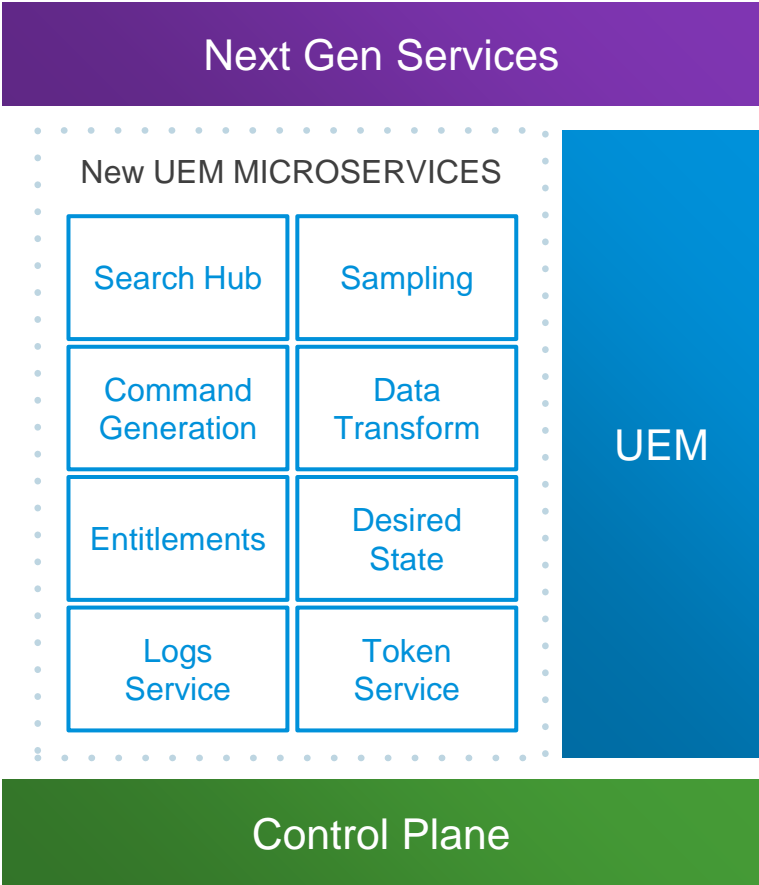 Next Gen Services
New UEM MICROSERVICES
Search Hub
Sampling
Command
Generation
Data
Transform
Entitlements
Desired
State
Logs
Service
Token
Service
UEM
Control Plane